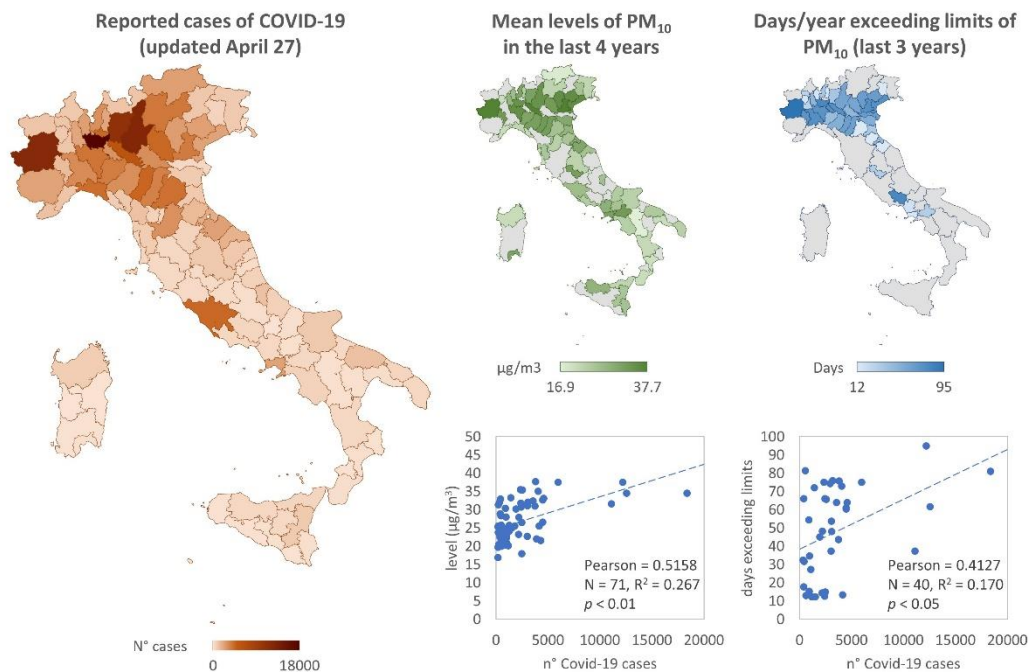 Reported cases of COVID-19
(updated April 27)
Mean levels of PM₁₀
in the last 4 years
Days/year exceeding limits of
PM₁₀ (last 3 years)
µg/m3
16.9 37.7
Days
12 95
N° cases
0 18000
level (µg/m³)
50
45
40
35
30
25
20
15
10
5
0
Pearson = 0.5158
N = 71, R² = 0.267
p < 0.01
0 5000 10000 15000 20000
n° Covid-19 cases
days exceeding limits
100
90
80
70
60
50
40
30
20
10
0
Pearson = 0.4127
N = 40, R² = 0.170
p < 0.05
0 5000 10000 15000 20000
n° Covid-19 cases